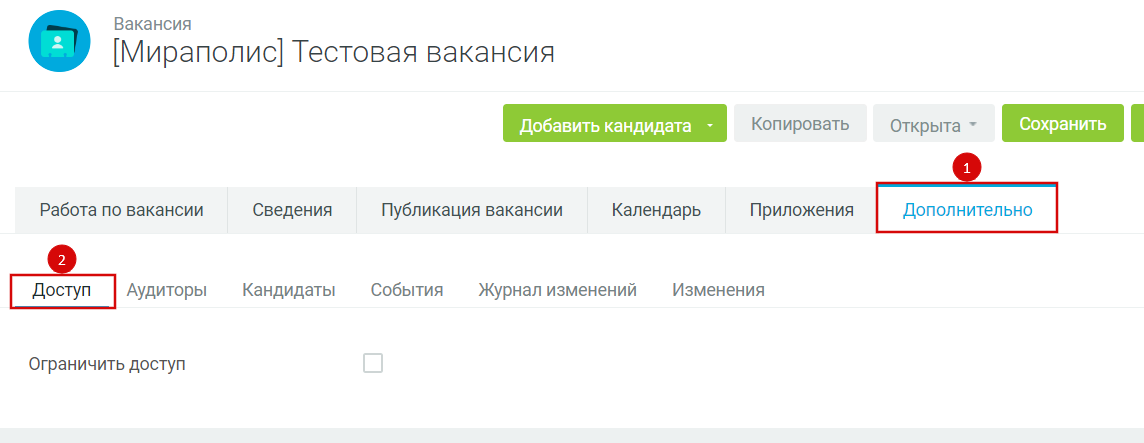 Вакансия
[Мираполис] Тестовая вакансия
Добавить кандидата Копировать Открыта Сохранить
1
Работа по вакансии Сведения Публикация вакансии Календарь Приложения Дополнительно
2
Доступ Аудиторы Кандидаты События Журнал изменений Изменения
Ограничить доступ